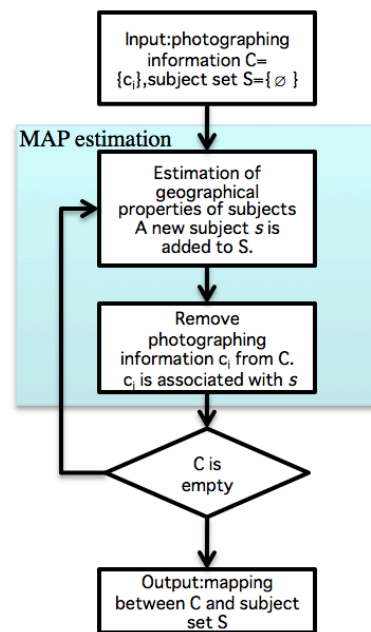 Input:photographing
information C=
{cᵢ},subject set S={∅ }
MAP estimation
Estimation of
geographical
properties of subjects
A new subject s is
added to S.
Remove
photographing
information cᵢ from C.
cᵢ is associated with s
C is
empty
Output:mapping
between C and subject
set S